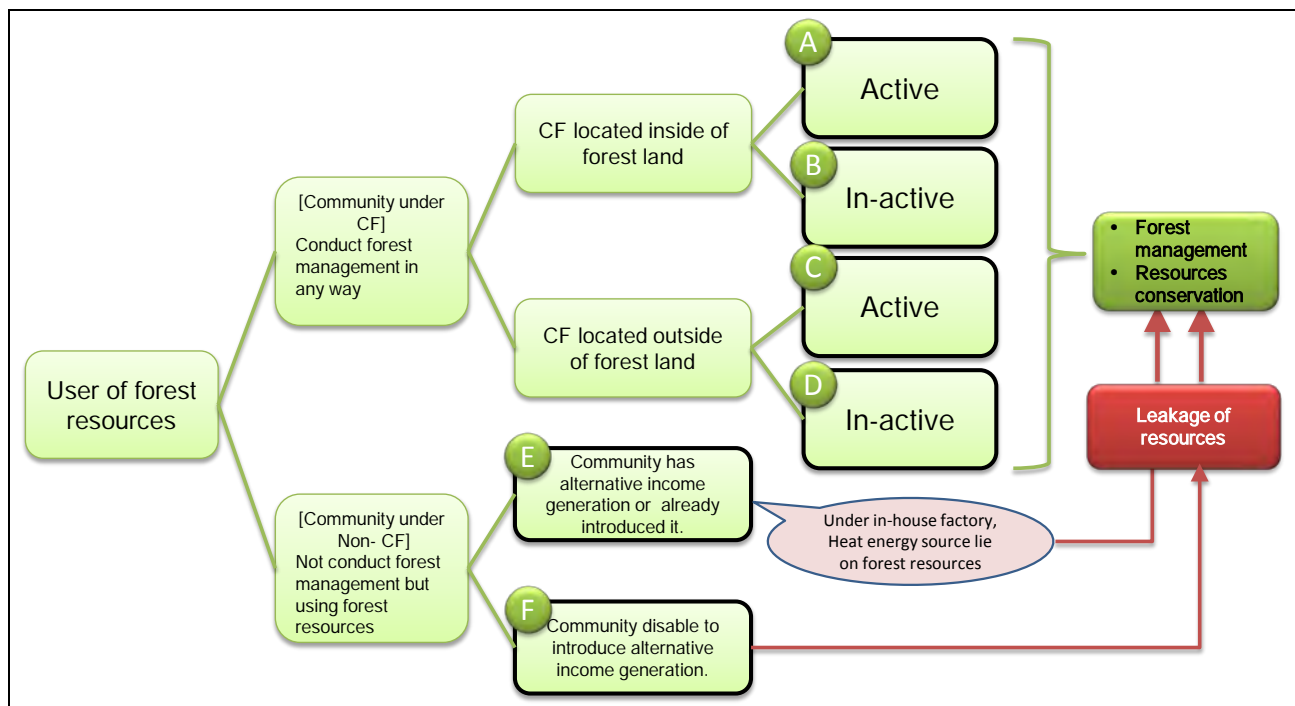 User of forest
resources
[Community under
CF]
Conduct forest
management in
any way
[Community under
Non- CF]
Not conduct forest
management but
using forest
resources
CF located inside of
forest land
CF located outside
of forest land
A
Active
B
In-active
C
Active
D
In-active
E
Community has
alternative income
generation or already
introduced it.
F
Community disable to
introduce alternative
income generation.
Under in-house factory,
Heat energy source lie
on forest resources
• Forest
management
• Resources
conservation
Leakage of
resources